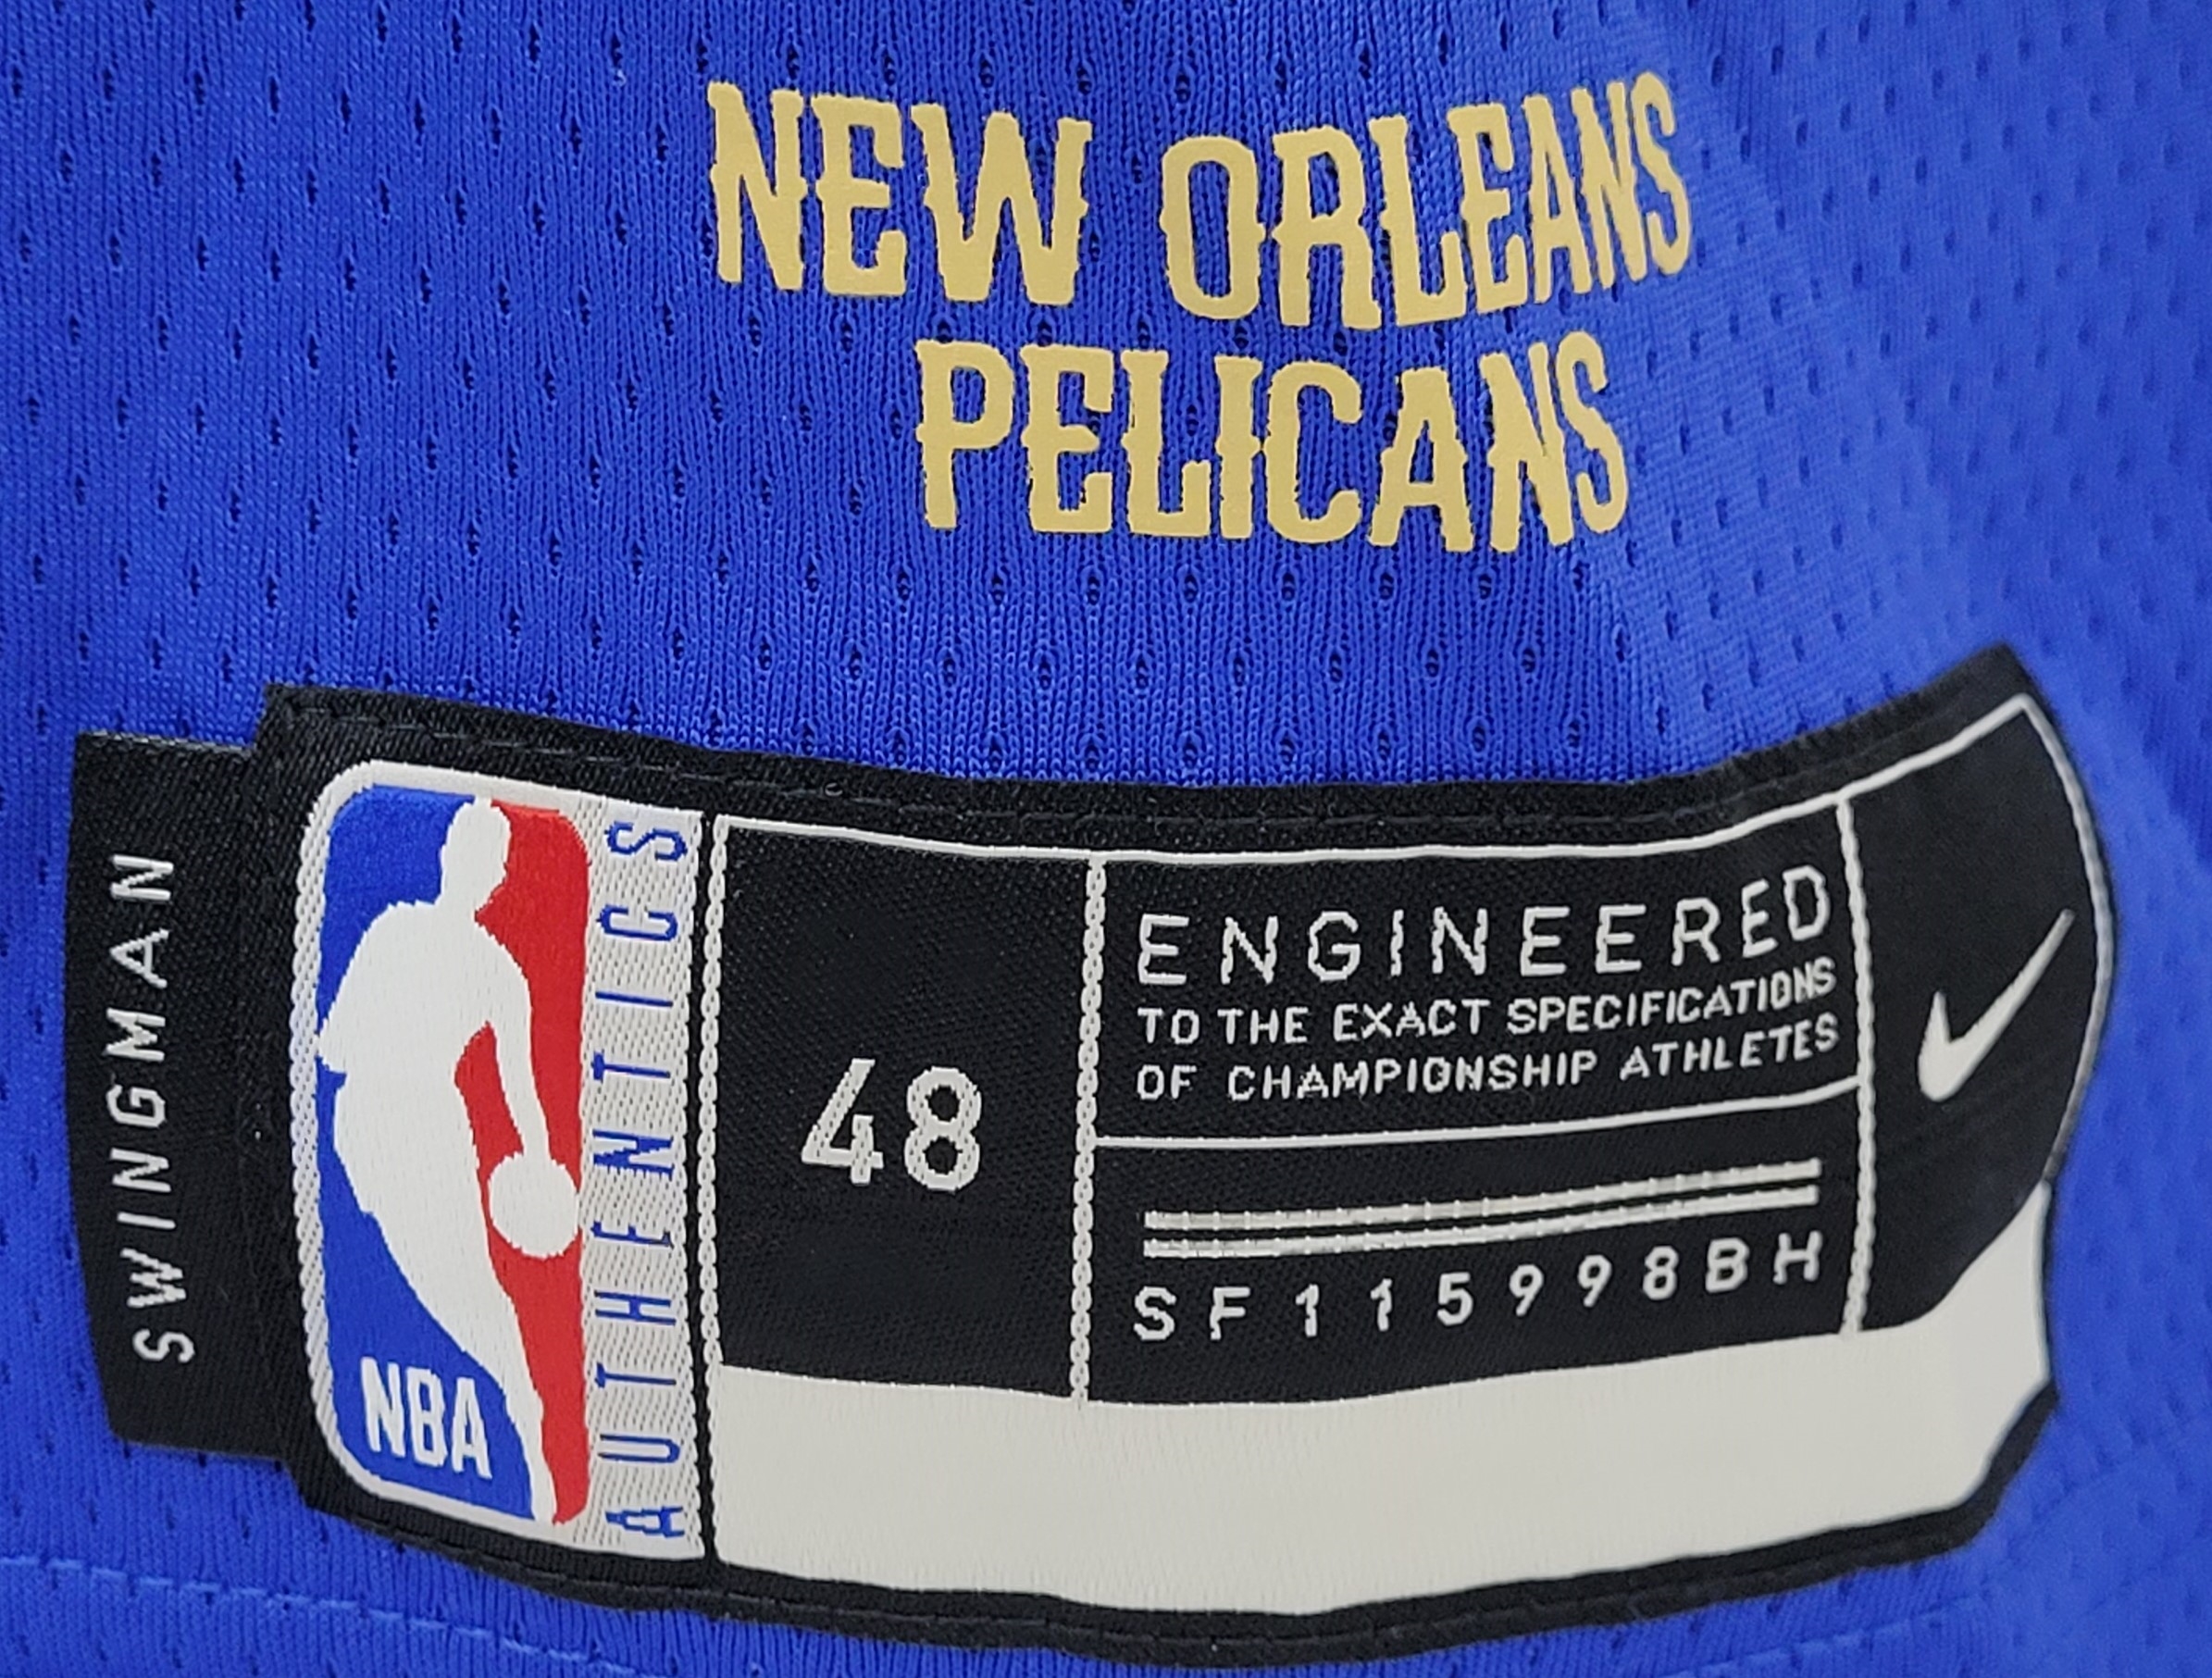 NEW ORLEANS
PELICANS
SWINGMAN
NBA
AUTHENTICS
48
ENGINEERED
TO THE EXACT SPECIFICATIONS
OF CHAMPIONSHIP ATHLETES
SF115998BH